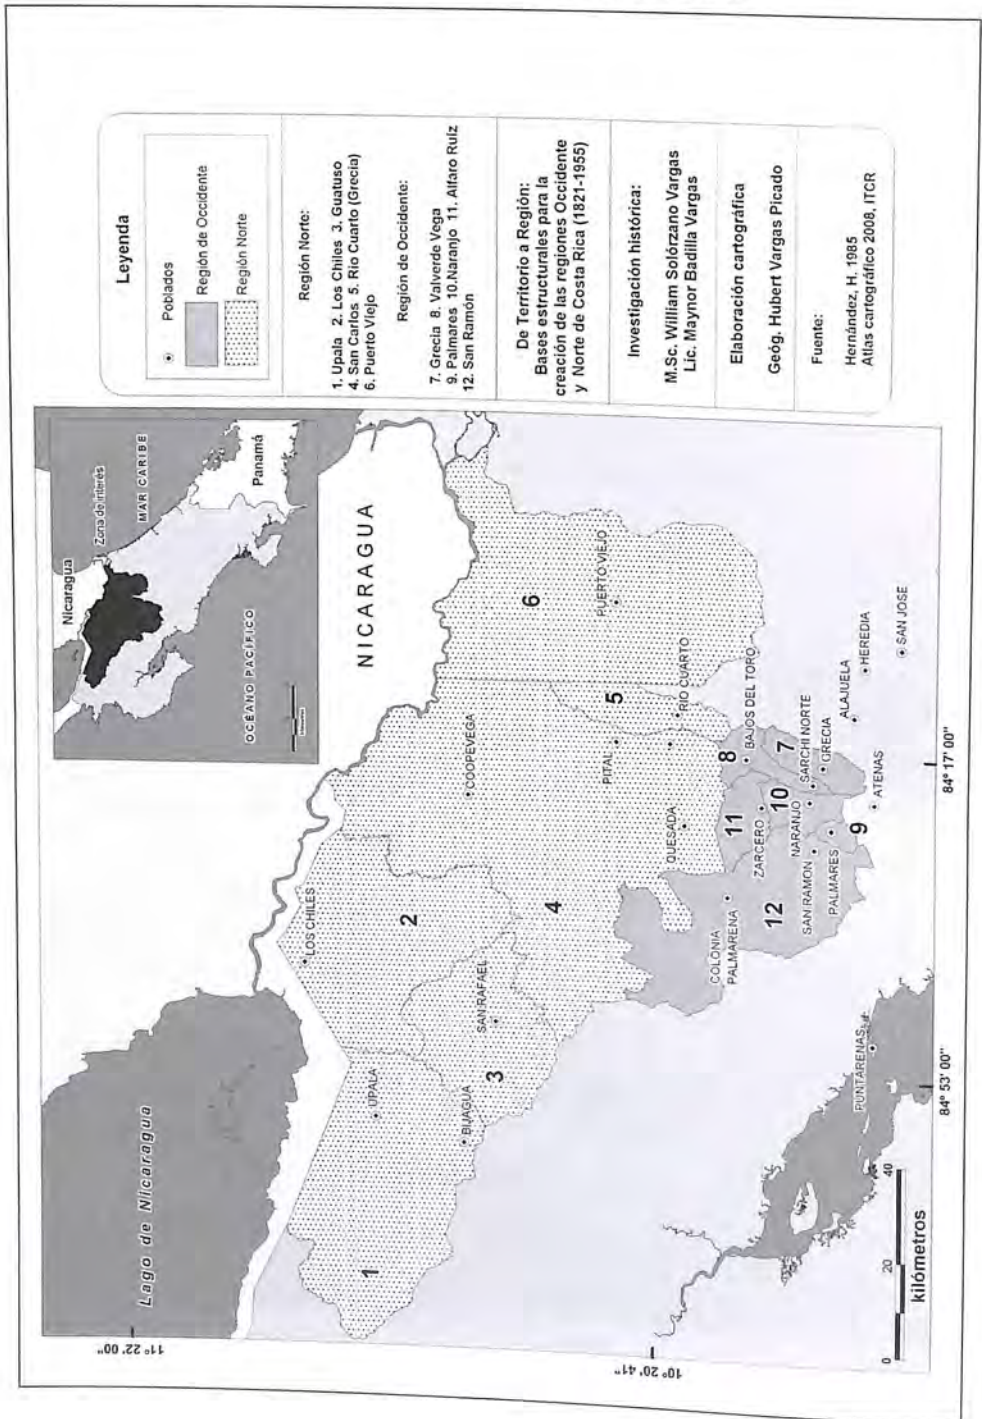 Leyenda
Poblados
Región de Occidente
Región Norte
Región Norte:
1. Upala 2. Los Chiles 3. Guatuso
4. San Carlos 5. Río Cuarto (Grecia)
6. Puerto Viejo
Región de Occidente:
7. Grecia 8. Valverde Vega
9. Palmares 10.Naranjo 11. Alfaro Ruiz
12. San Ramón
De Territorio a Región:
Bases estructurales para la
creación de las regiones Occidente
y Norte de Costa Rica (1821-1955)
Investigación histórica:
M.Sc. William Solórzano Vargas
Lic. Maynor Badilla Vargas
Elaboración cartográfica
Geóg. Hubert Vargas Picado
Fuente:
Hernández, H. 1985
Atlas cartográfico 2008, ITCR
Nicaragua
Zona de interés
MAR CARIBE
Panamá
OCÉANO PACÍFICO
Lago de Nicaragua
NICARAGUA
LOS CHILES
UPALA
1
2
COOPEVEGA
6
BIJAGUA
SAN RAFAEL
3
4
PUERTO VIEJO
5
PITAL
RIO CUARTO
QUESADA
8
BAJOS DEL TORO
11
COLONIA
PALMARENA
ZARCERO
7
10
12
NARANJO
SARCHI NORTE
SAN RAMON
GRECIA
PALMARES
9
ALAJUELA
HEREDIA
ATENAS
SAN JOSE
PUNTARENAS
0
20
40
kilómetros
11° 22' 00"
10° 20' 41"
84° 53' 00"
84° 17' 00"